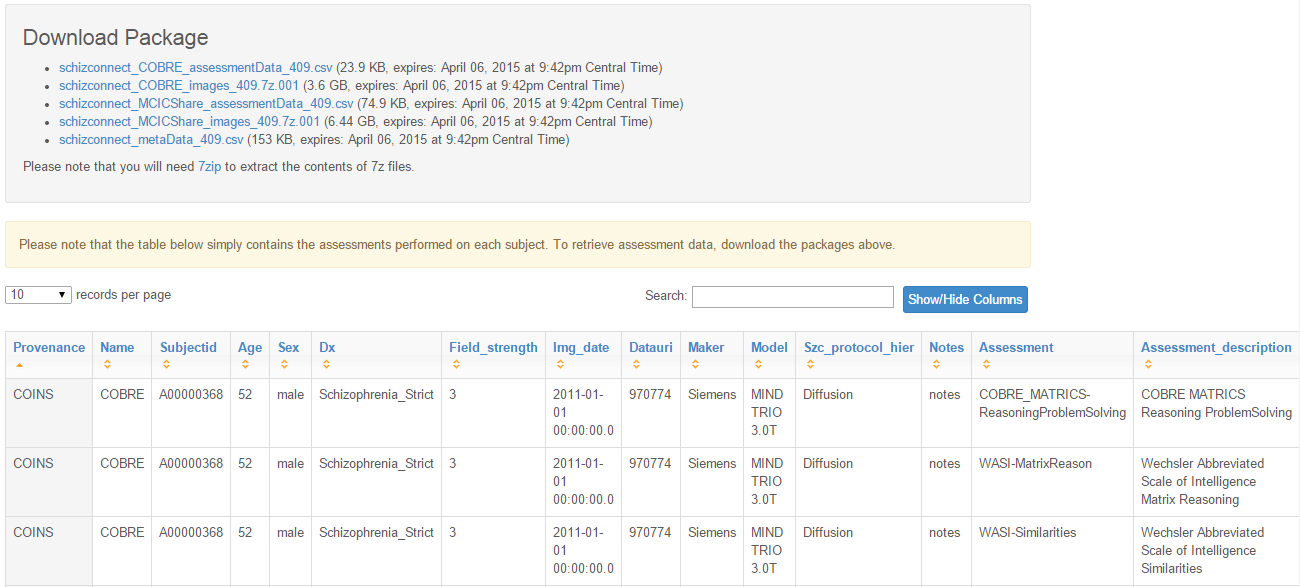 Download Package
schizconnect_COBRE_assessmentData_409.csv (23.9 KB, expires: April 06, 2015 at 9:42pm Central Time)
schizconnect_COBRE_images_409.7z.001 (3.6 GB, expires: April 06, 2015 at 9:42pm Central Time)
schizconnect_MCICShare_assessmentData_409.csv (74.9 KB, expires: April 06, 2015 at 9:42pm Central Time)
schizconnect_MCICShare_images_409.7z.001 (6.44 GB, expires: April 06, 2015 at 9:42pm Central Time)
schizconnect_metaData_409.csv (153 KB, expires: April 06, 2015 at 9:42pm Central Time)
Please note that you will need 7zip to extract the contents of 7z files.
Please note that the table below simply contains the assessments performed on each subject. To retrieve assessment data, download the packages above.
10 records per page Search: Show/Hide Columns
Provenance Name Subjectid Age Sex Dx Field_strength Img_date Datauri Maker Model Szc_protocol_hier Notes Assessment Assessment_description
COINS COBRE A00000368 52 male Schizophrenia_Strict 3 2011-01- 970774 Siemens MIND Diffusion notes COBRE_MATRICS- COBRE MATRICS
01 TRIO ReasoningProblemSolving Reasoning ProblemSolving
00:00:00.0 3.0T
COINS COBRE A00000368 52 male Schizophrenia_Strict 3 2011-01- 970774 Siemens MIND Diffusion notes WASI-MatrixReason Wechsler Abbreviated
01 TRIO Scale of Intelligence
00:00:00.0 3.0T Matrix Reasoning
COINS COBRE A00000368 52 male Schizophrenia_Strict 3 2011-01- 970774 Siemens MIND Diffusion notes WASI-Similarities Wechsler Abbreviated
01 TRIO Scale of Intelligence
00:00:00.0 3.0T Similarities